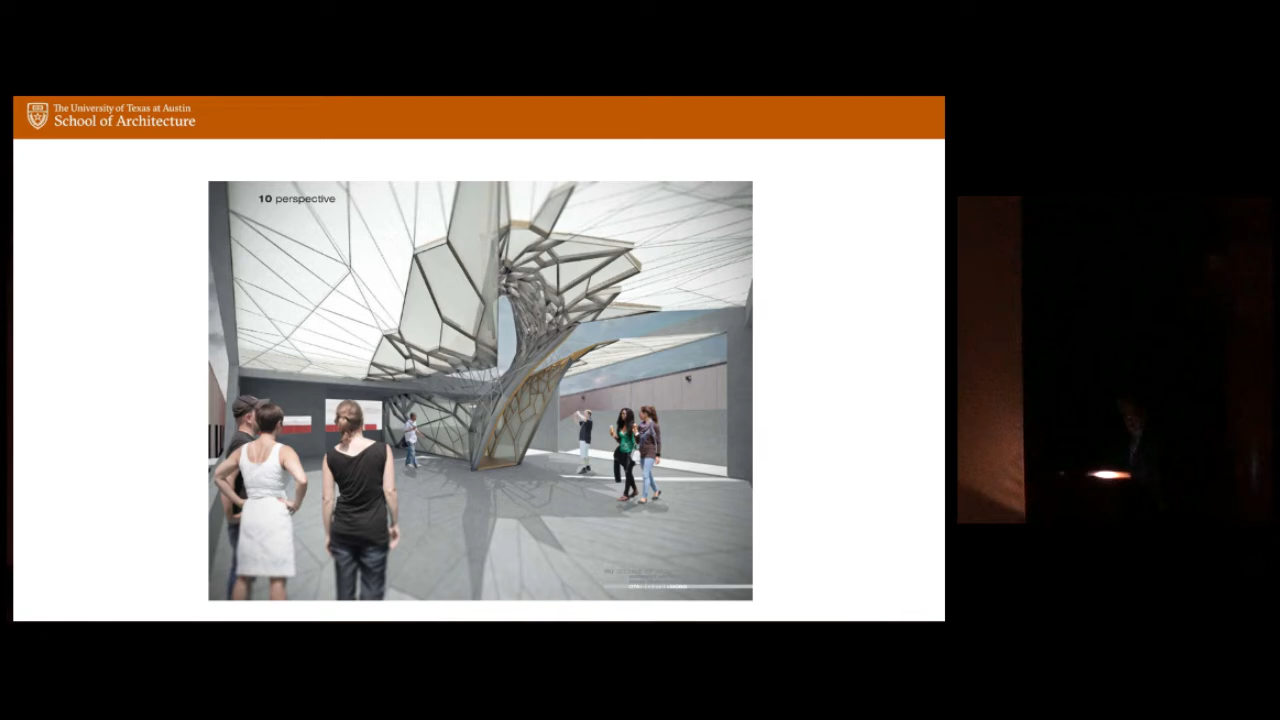 The University of Texas at Austin
School of Architecture
10 perspective